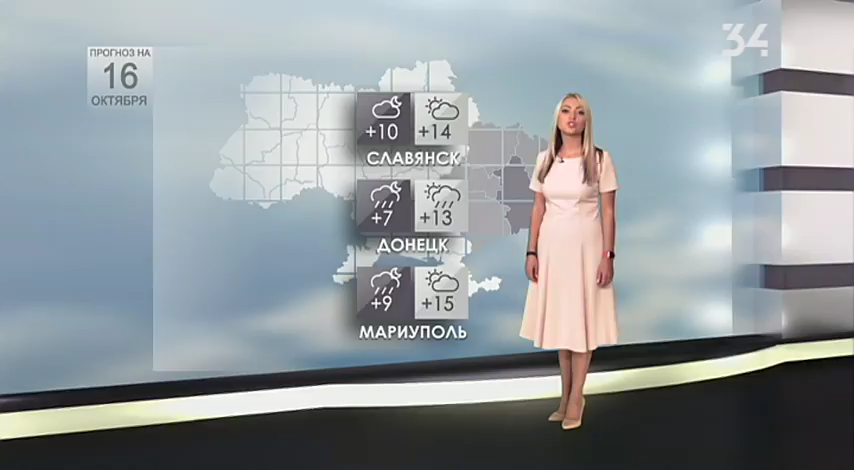 34
ПРОГНОЗ НА
16
ОКТЯБРЯ
+10 +14
СЛАВЯНСК
+7 +13
ДОНЕЦК
+9 +15
МАРИУПОЛЬ